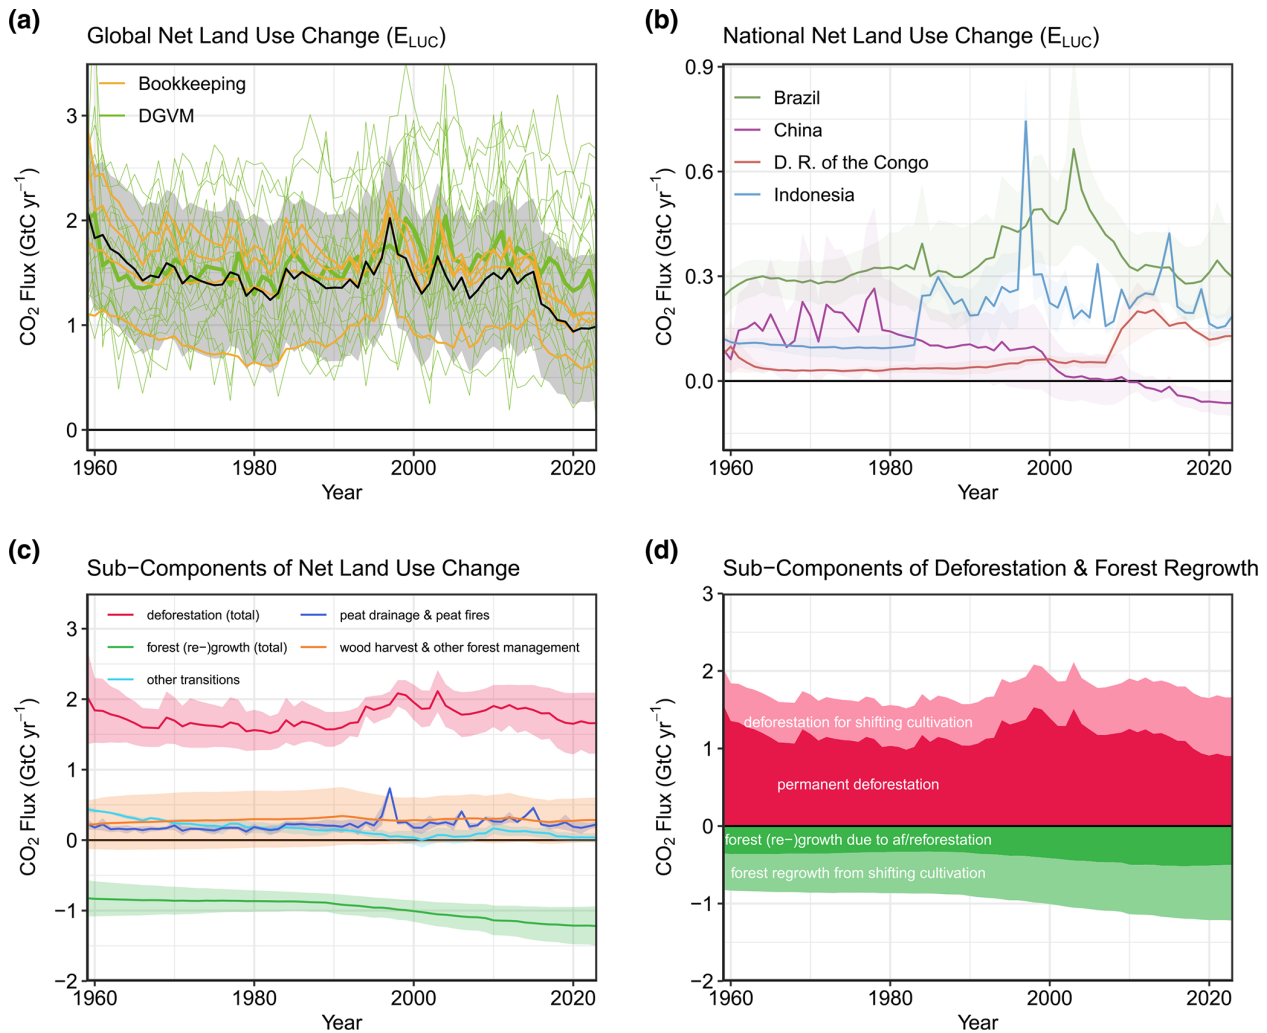 (a)
Global Net Land Use Change (E_LUC)
Bookkeeping
DGVM
CO2 Flux (GtC yr−1)
3
2
1
0
1960 1980 2000 2020
Year
(b)
National Net Land Use Change (E_LUC)
Brazil
China
D. R. of the Congo
Indonesia
CO2 Flux (GtC yr−1)
0.9
0.6
0.3
0.0
1960 1980 2000 2020
Year
(c)
Sub−Components of Net Land Use Change
deforestation (total)
peat drainage & peat fires
forest (re−)growth (total)
wood harvest & other forest management
other transitions
CO2 Flux (GtC yr−1)
3
2
1
0
−1
−2
1960 1980 2000 2020
Year
(d)
Sub−Components of Deforestation & Forest Regrowth
CO2 Flux (GtC yr−1)
3
2
1
0
−1
−2
deforestation for shifting cultivation
permanent deforestation
forest (re−)growth due to af/reforestation
forest regrowth from shifting cultivation
1960 1980 2000 2020
Year